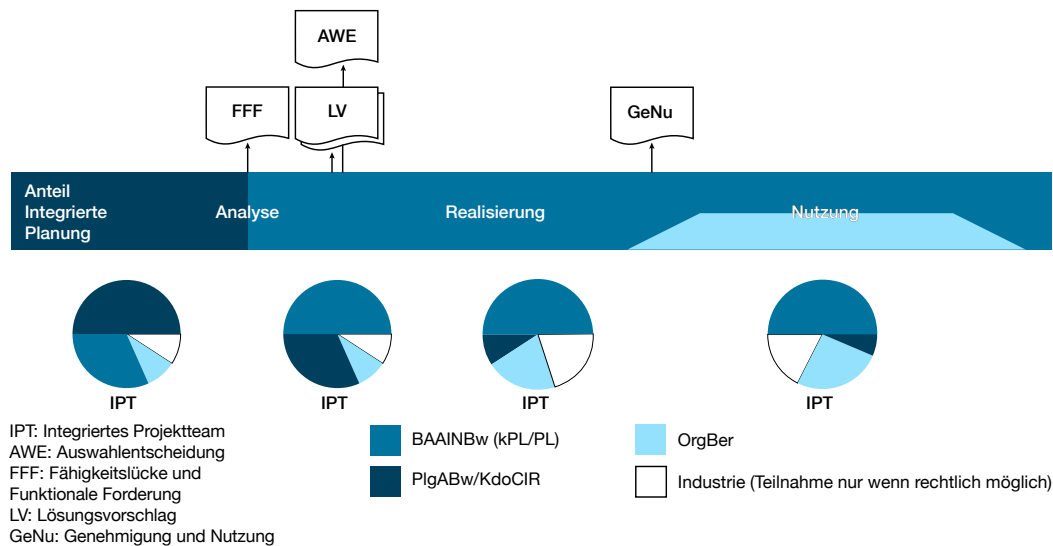 AWE
FFF
LV
GeNu
Anteil
Integrierte
Planung
Analyse
Realisierung
Nutzung
IPT
IPT
IPT
IPT
IPT: Integriertes Projektteam
AWE: Auswahlentscheidung
FFF: Fähigkeitslücke und
Funktionale Forderung
LV: Lösungsvorschlag
GeNu: Genehmigung und Nutzung
BAAINBw (kPL/PL)
PlgABw/KdoCIR
OrgBer
Industrie (Teilnahme nur wenn rechtlich möglich)